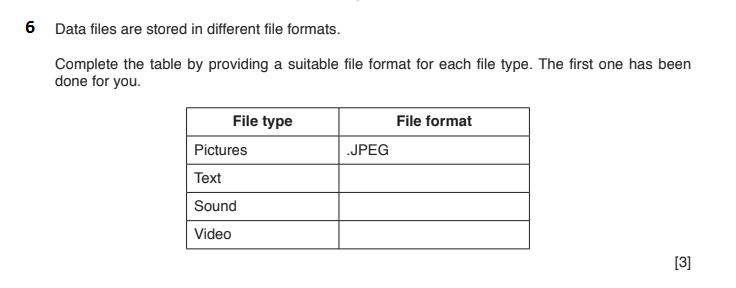 6 Data files are stored in different file formats.
Complete the table by providing a suitable file format for each file type. The first one has been
done for you.
File type File format
Pictures .JPEG
Text
Sound
Video
[3]